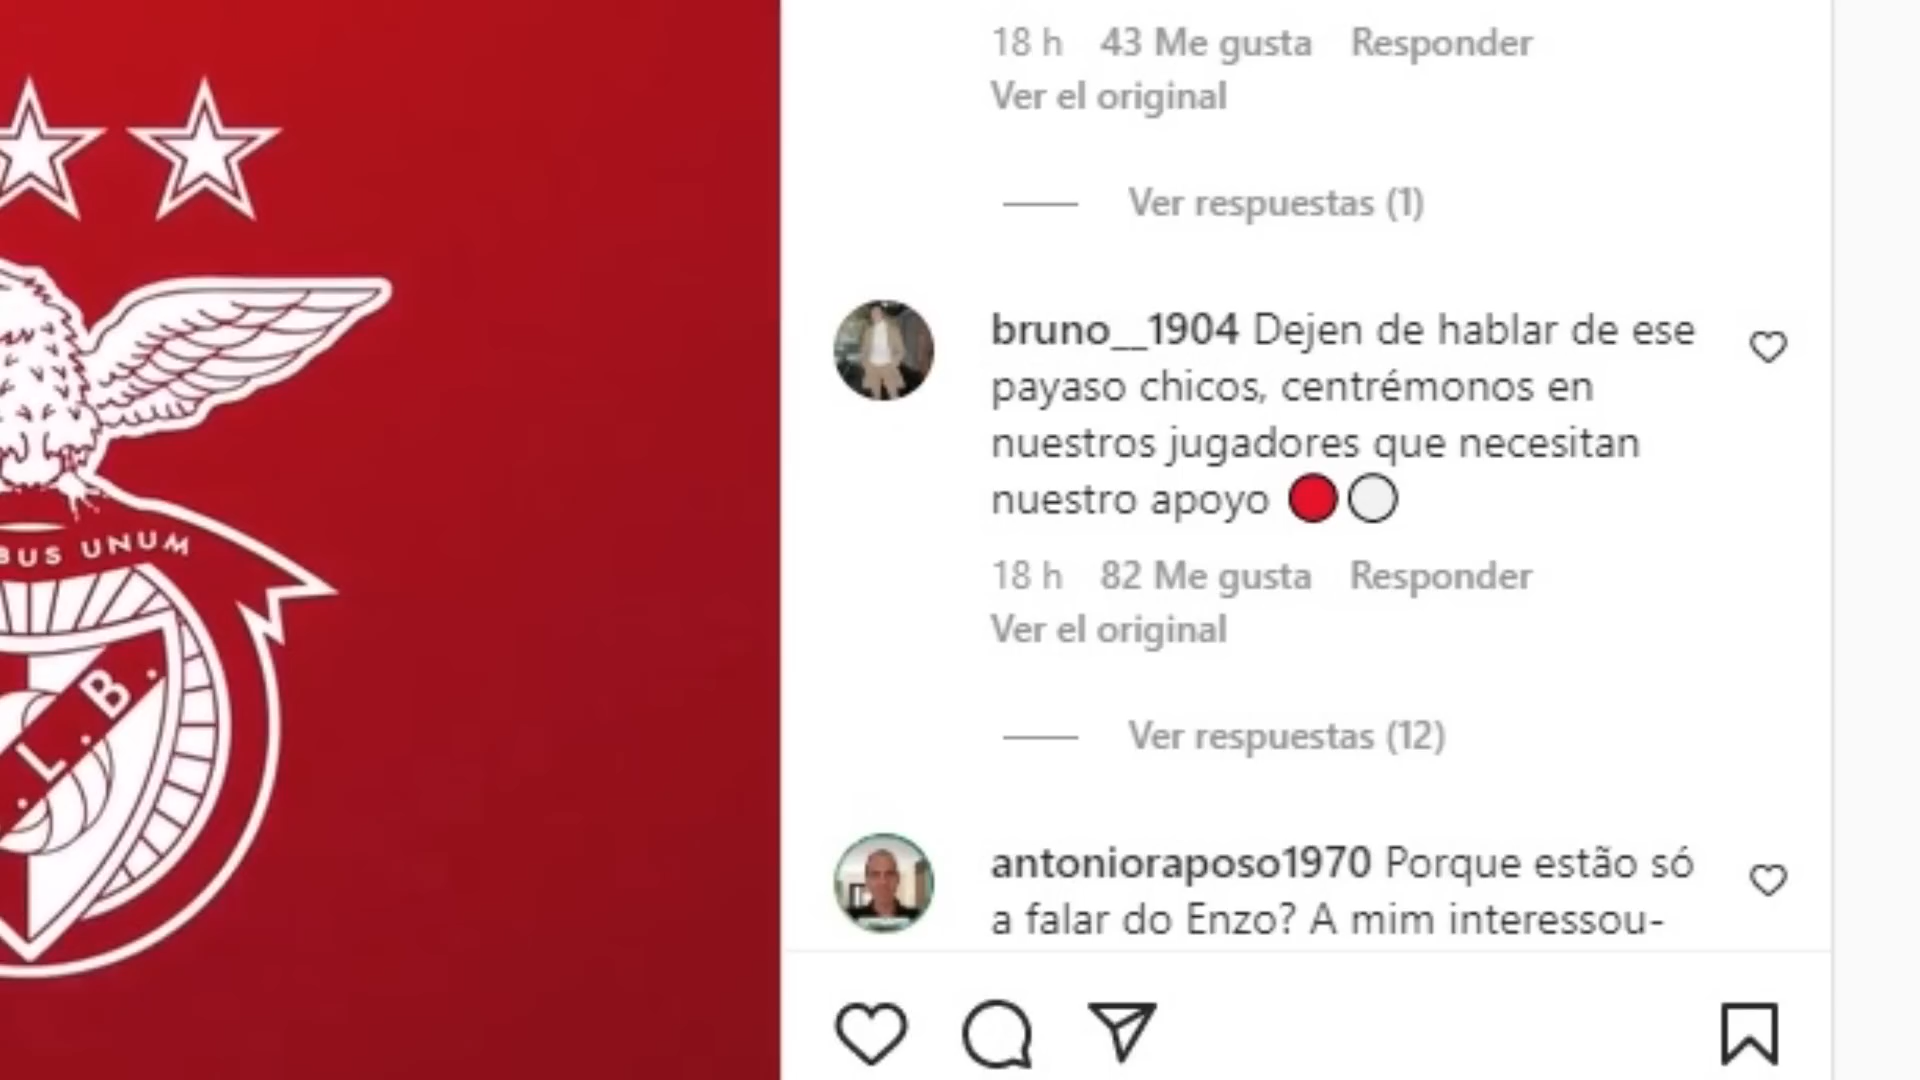 18 h 43 Me gusta Responder
Ver el original
Ver respuestas (1)
bruno__1904 Dejen de hablar de ese
payaso chicos, centrémonos en
nuestros jugadores que necesitan
nuestro apoyo 🔴⚪
18 h 82 Me gusta Responder
Ver el original
Ver respuestas (12)
antonioraposo1970 Porque estão só
a falar do Enzo? A mim interessou-
BUS UNUM
. L . B .